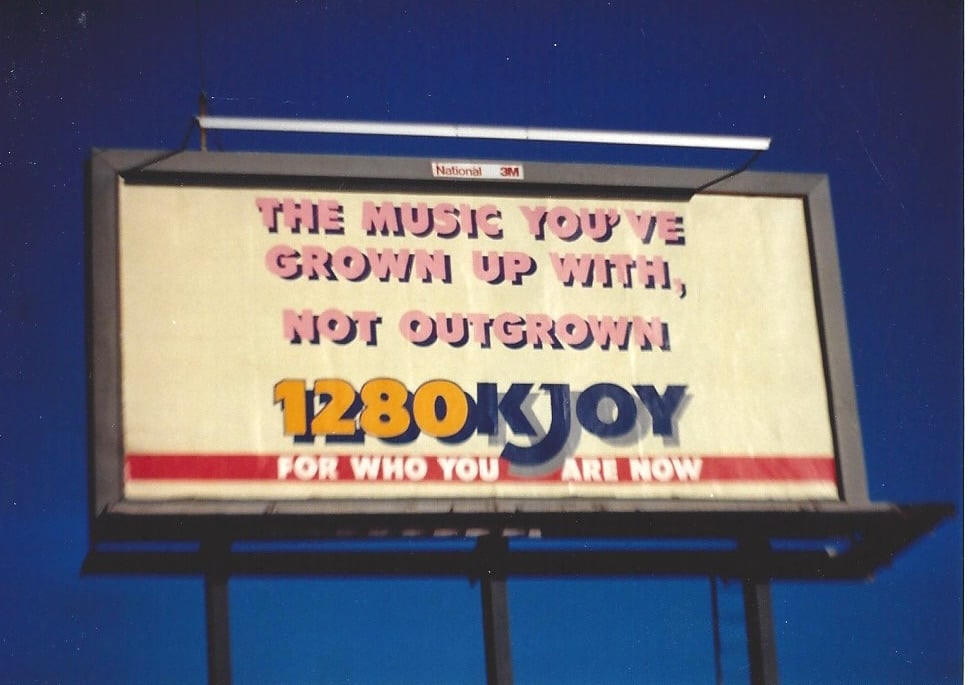 National 3M
THE MUSIC YOU'VE
GROWN UP WITH,
NOT OUTGROWN
1280KJOY
FOR WHO YOU ARE NOW